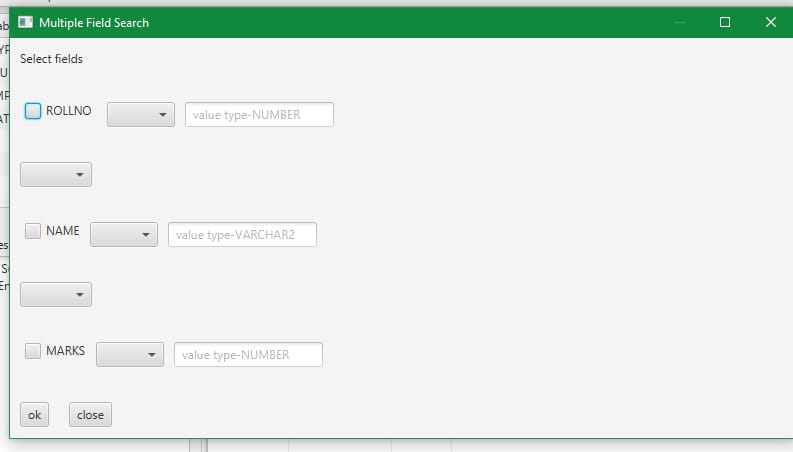 Multiple Field Search
Select fields
ROLLNO
value type-NUMBER
NAME
value type-VARCHAR2
MARKS
value type-NUMBER
ok
close